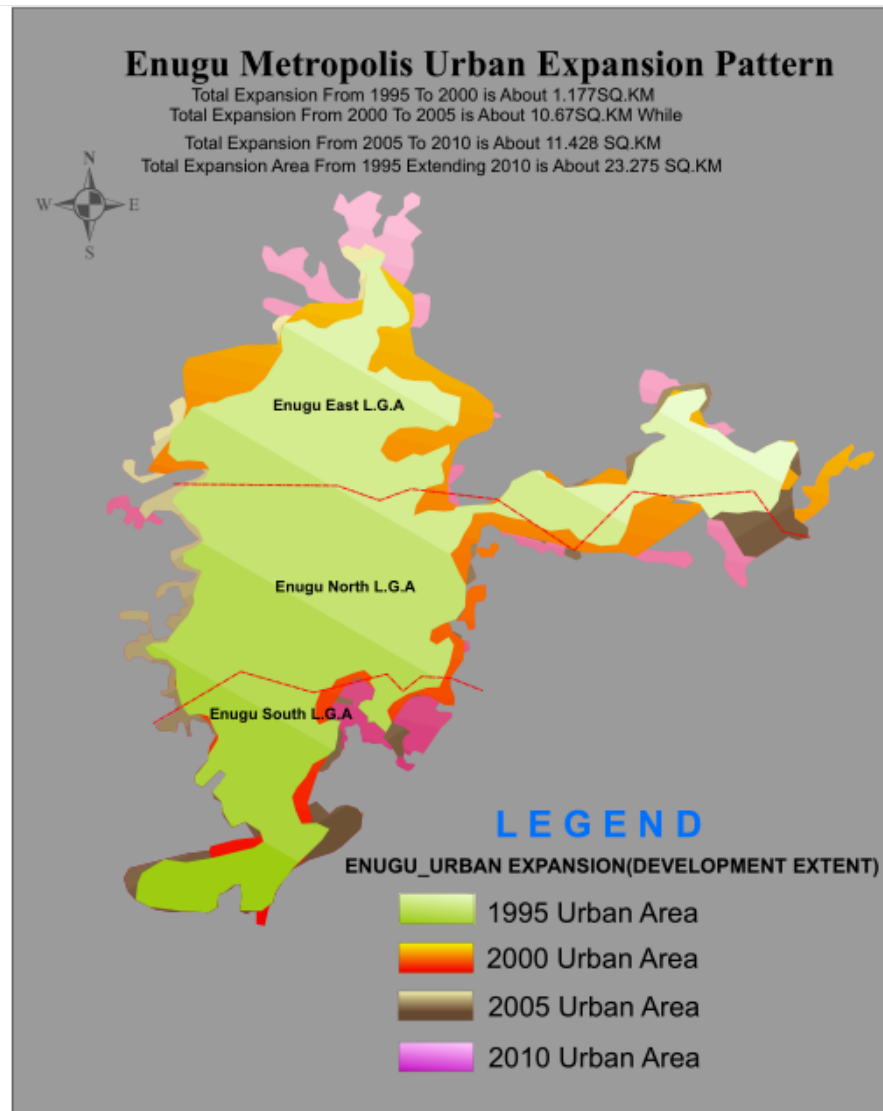 Enugu Metropolis Urban Expansion Pattern
Total Expansion From 1995 To 2000 is About 1.177SQ.KM
Total Expansion From 2000 To 2005 is About 10.67SQ.KM While
Total Expansion From 2005 To 2010 is About 11.428 SQ.KM
Total Expansion Area From 1995 Extending 2010 is About 23.275 SQ.KM
N
W E
S
Enugu East L.G.A
Enugu North L.G.A
Enugu South L.G.A
LEGEND
ENUGU_URBAN EXPANSION(DEVELOPMENT EXTENT)
1995 Urban Area
2000 Urban Area
2005 Urban Area
2010 Urban Area